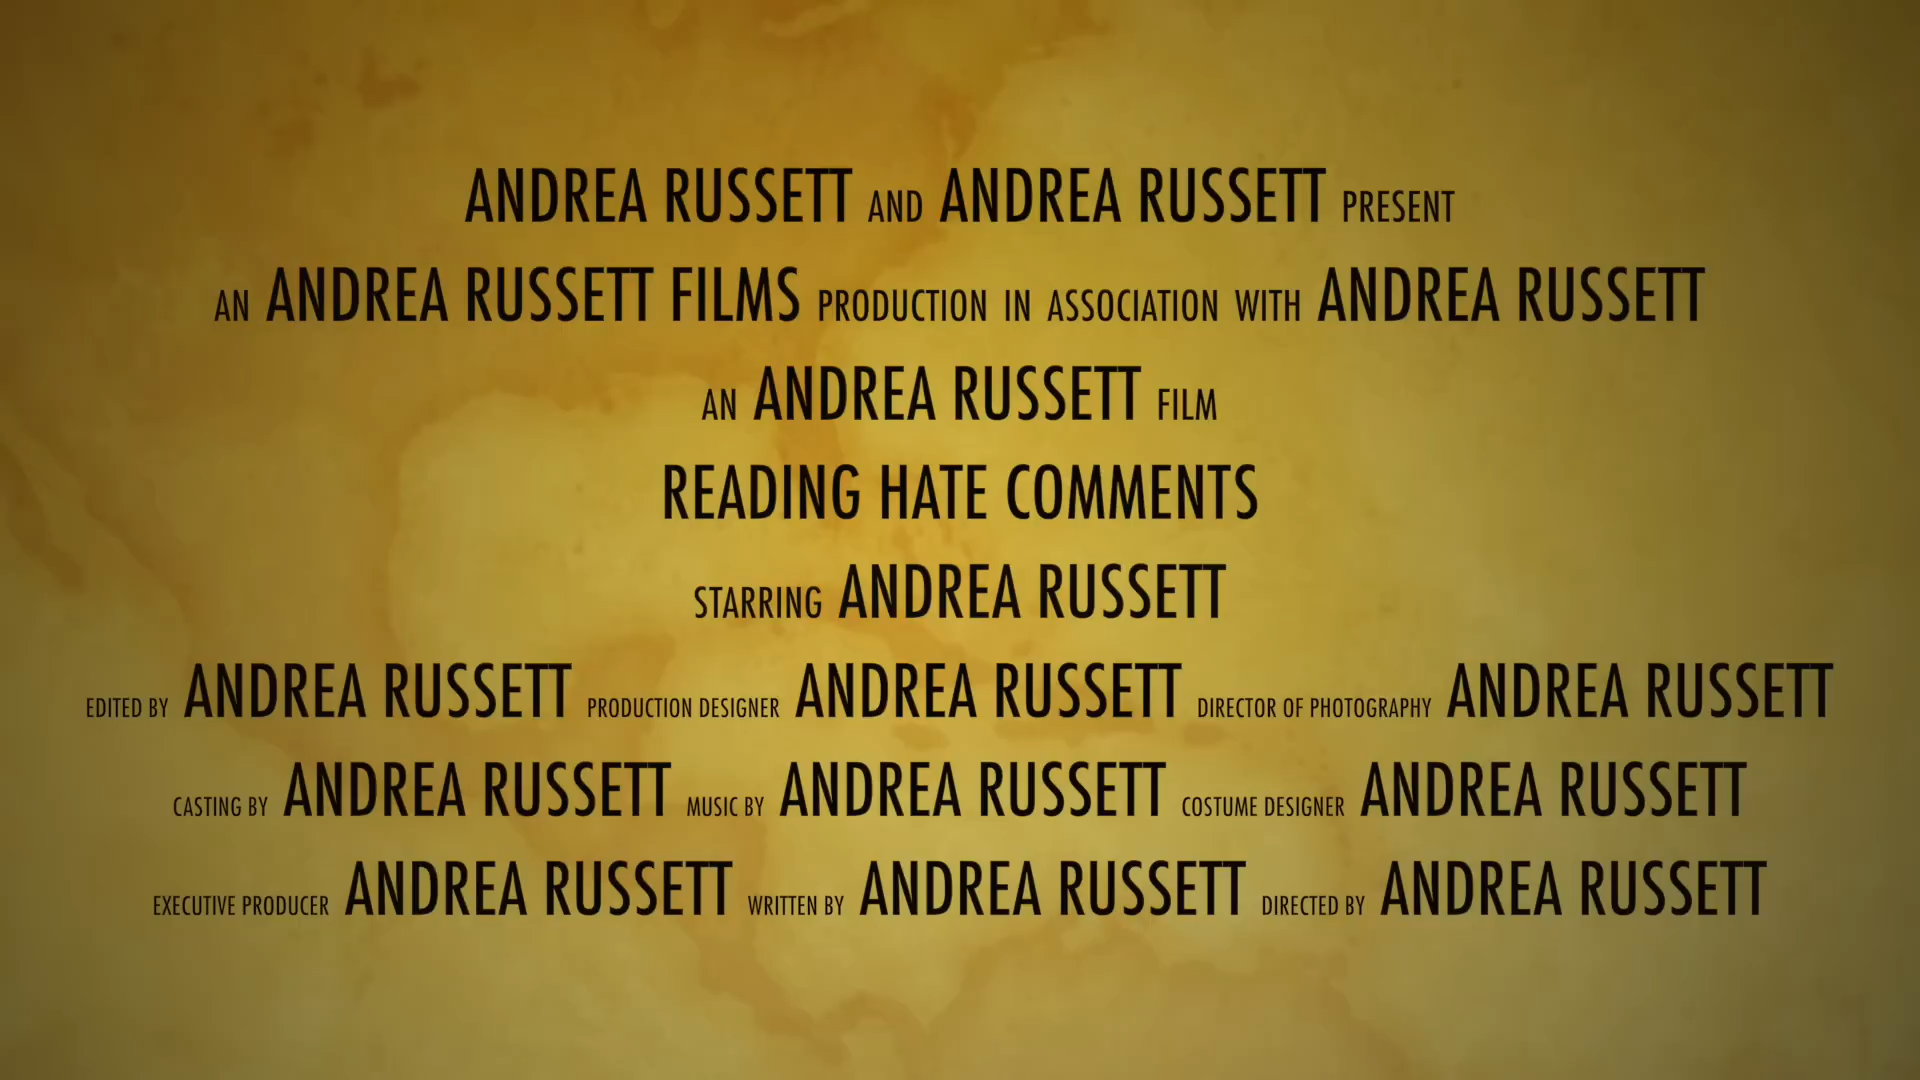 ANDREA RUSSETT AND ANDREA RUSSETT PRESENT
AN ANDREA RUSSETT FILMS PRODUCTION IN ASSOCIATION WITH ANDREA RUSSETT
AN ANDREA RUSSETT FILM
READING HATE COMMENTS
STARRING ANDREA RUSSETT
EDITED BY ANDREA RUSSETT PRODUCTION DESIGNER ANDREA RUSSETT DIRECTOR OF PHOTOGRAPHY ANDREA RUSSETT
CASTING BY ANDREA RUSSETT MUSIC BY ANDREA RUSSETT COSTUME DESIGNER ANDREA RUSSETT
EXECUTIVE PRODUCER ANDREA RUSSETT WRITTEN BY ANDREA RUSSETT DIRECTED BY ANDREA RUSSETT